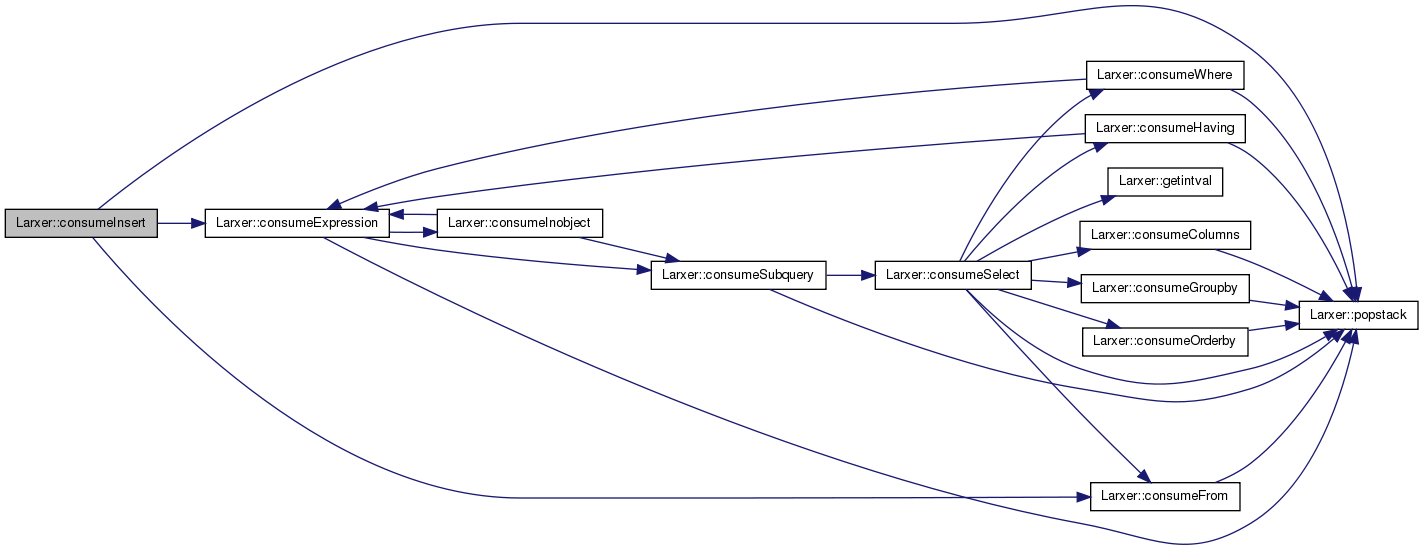 Larxer::consumeInsert
Larxer::consumeExpression
Larxer::consumeInobject
Larxer::consumeSubquery
Larxer::consumeSelect
Larxer::consumeWhere
Larxer::consumeHaving
Larxer::getintval
Larxer::consumeColumns
Larxer::consumeGroupby
Larxer::consumeOrderby
Larxer::consumeFrom
Larxer::popstack